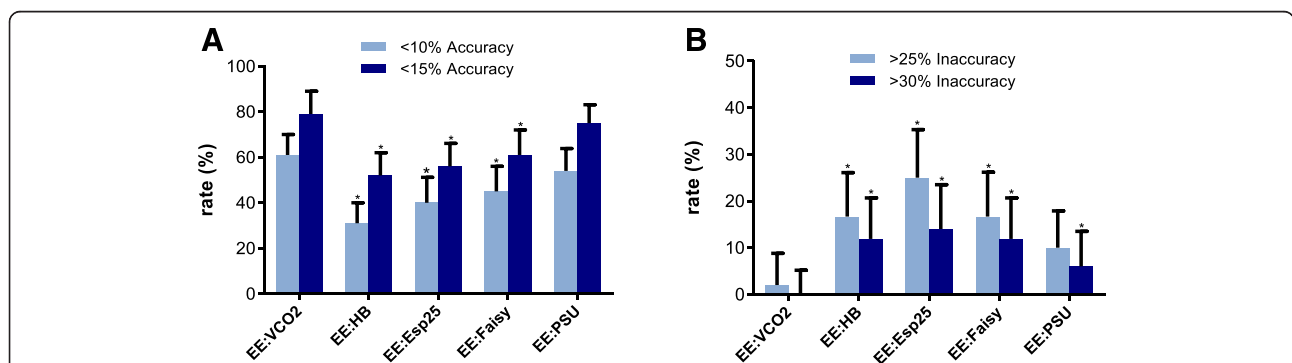 A
<10% Accuracy
<15% Accuracy
rate (%)
100
80
60
40
20
0
* * * * * *
EE:VCO2
EE:HB
EE:Esp25
EE:Faisy
EE:PSU
B
>25% Inaccuracy
>30% Inaccuracy
rate (%)
50
40
30
20
10
0
* * * * * * *
EE:VCO2
EE:HB
EE:Esp25
EE:Faisy
EE:PSU